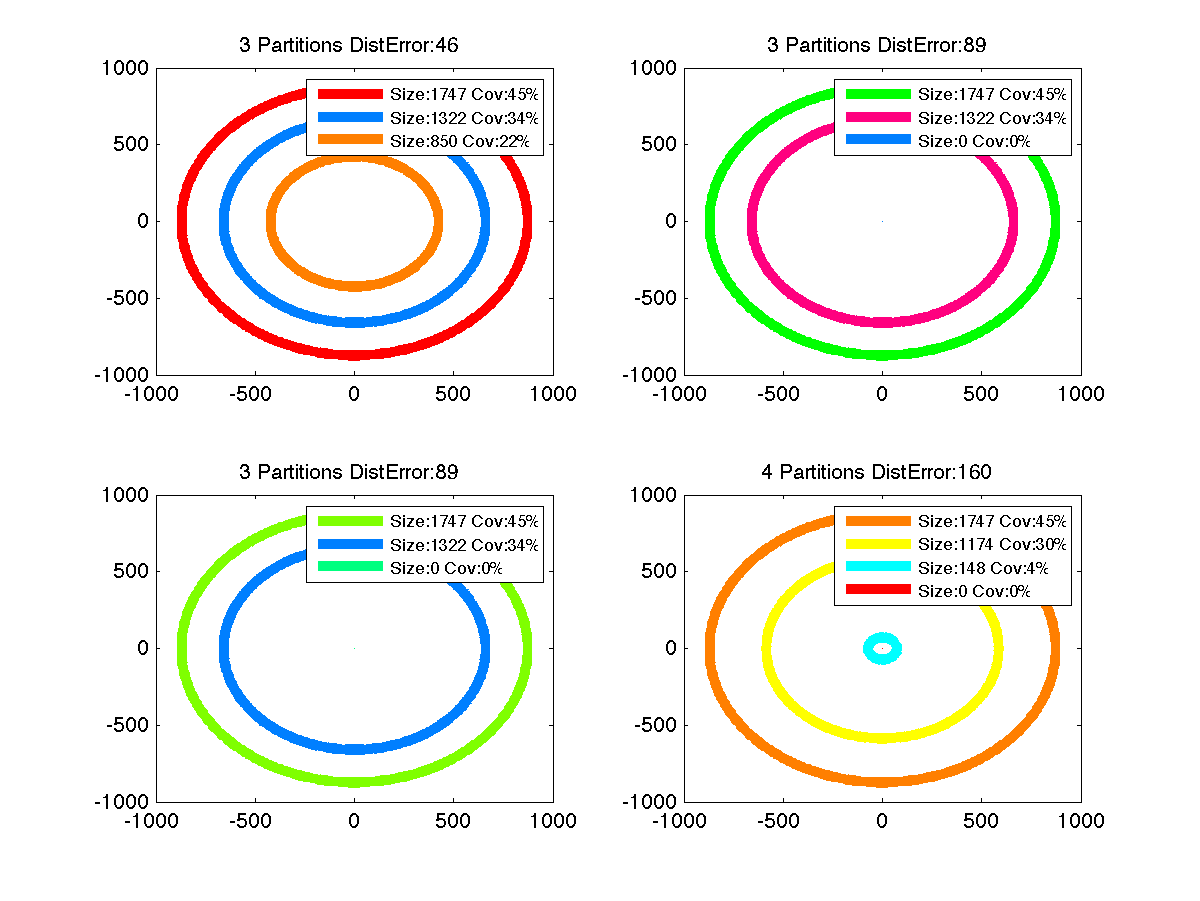 3 Partitions DistError:46
1000
500
0
-500
-1000
-1000 -500 0 500 1000
Size:1747 Cov:45%
Size:1322 Cov:34%
Size:850 Cov:22%
3 Partitions DistError:89
1000
500
0
-500
-1000
-1000 -500 0 500 1000
Size:1747 Cov:45%
Size:1322 Cov:34%
Size:0 Cov:0%
3 Partitions DistError:89
1000
500
0
-500
-1000
-1000 -500 0 500 1000
Size:1747 Cov:45%
Size:1322 Cov:34%
Size:0 Cov:0%
4 Partitions DistError:160
1000
500
0
-500
-1000
-1000 -500 0 500 1000
Size:1747 Cov:45%
Size:1174 Cov:30%
Size:148 Cov:4%
Size:0 Cov:0%